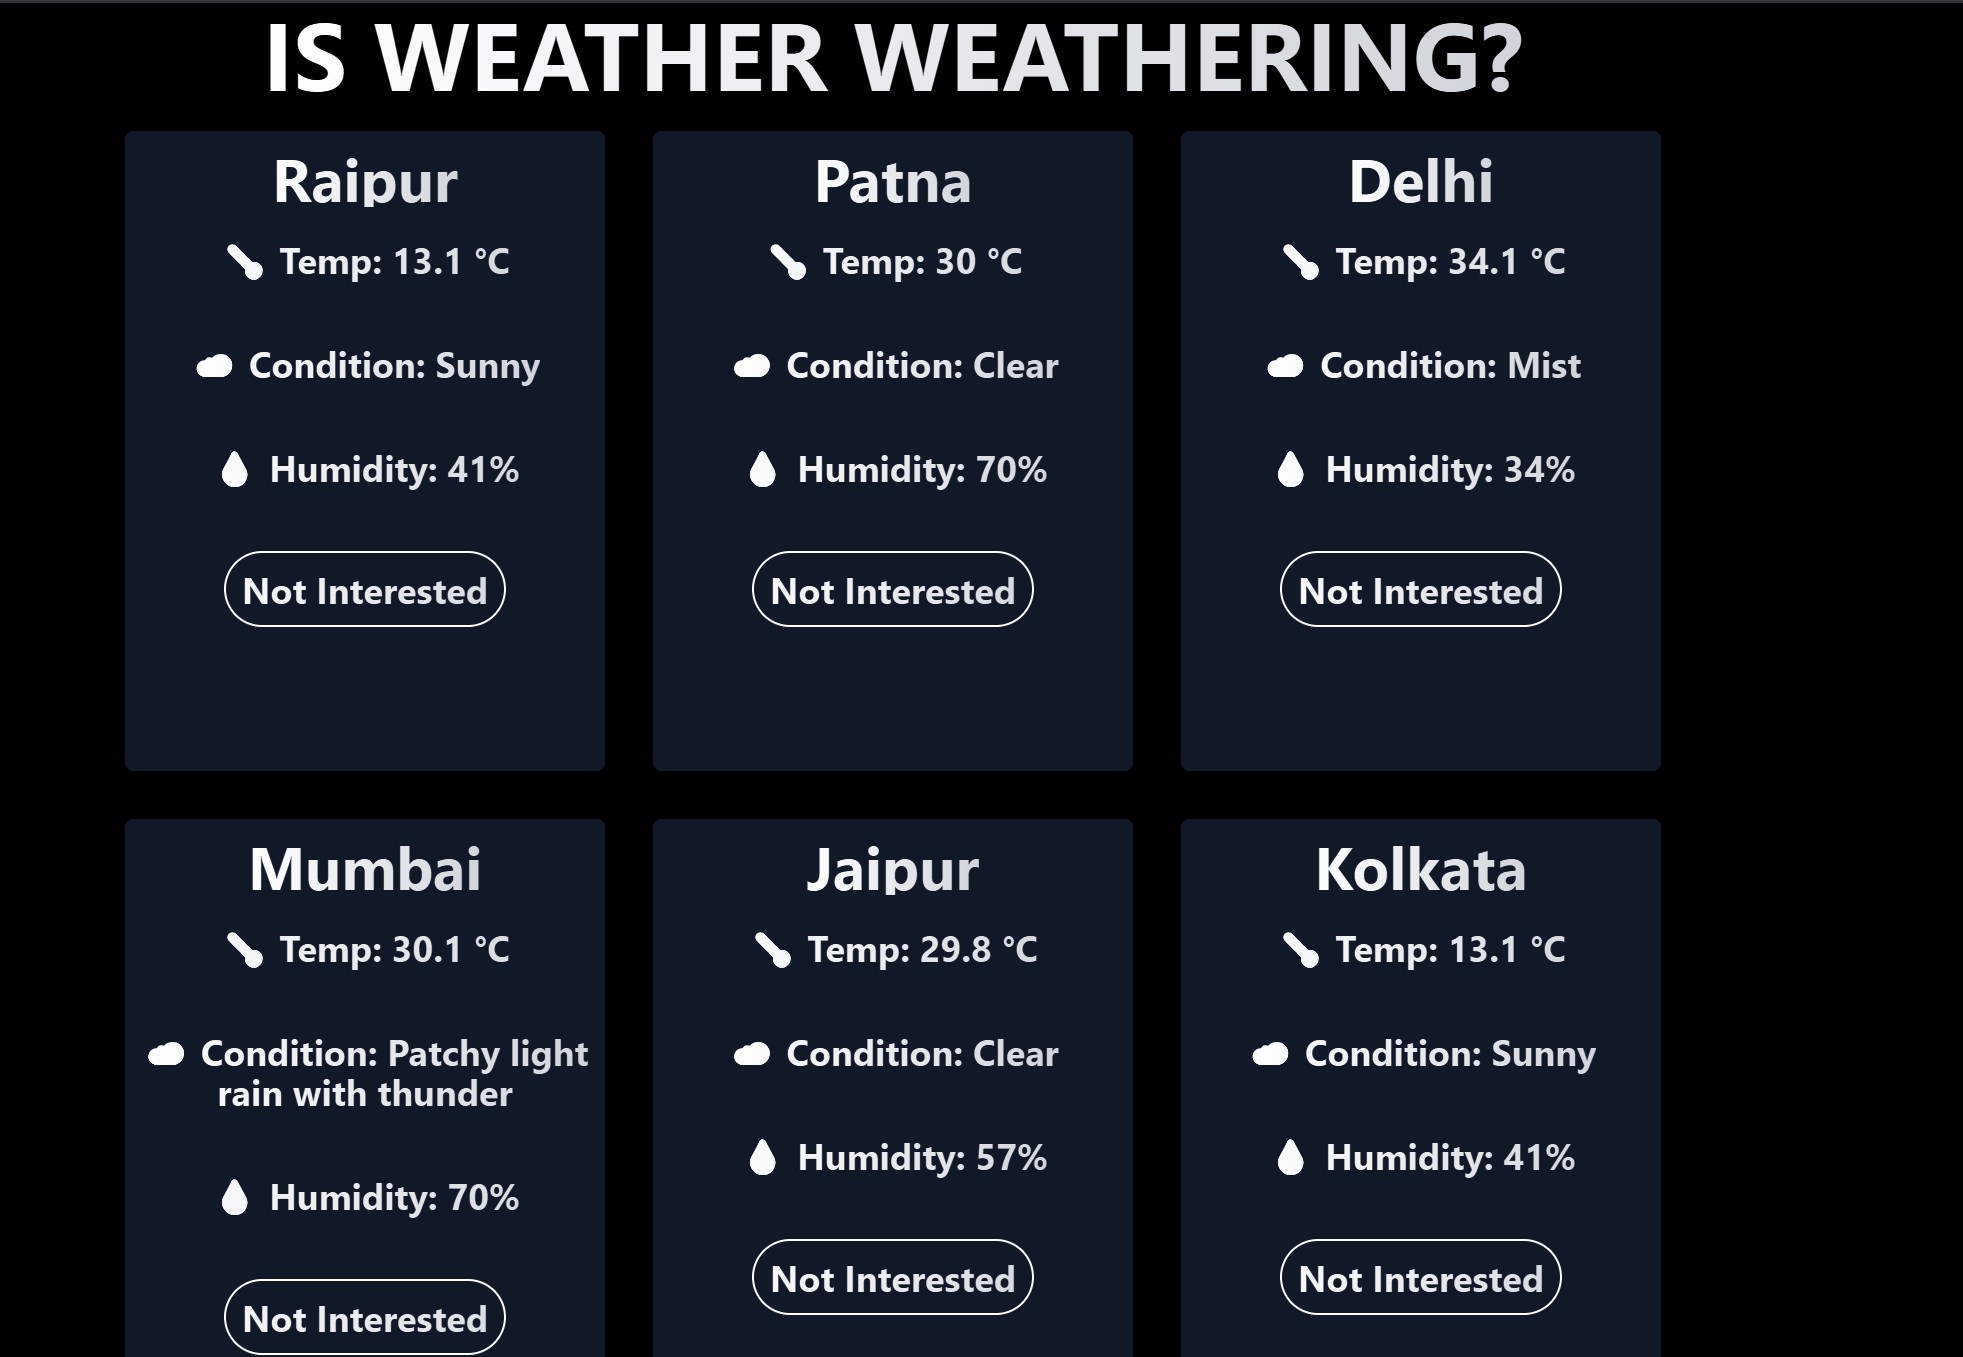 IS WEATHER WEATHERING?
Raipur
Temp: 13.1 °C
Condition: Sunny
Humidity: 41%
Not Interested
Patna
Temp: 30 °C
Condition: Clear
Humidity: 70%
Not Interested
Delhi
Temp: 34.1 °C
Condition: Mist
Humidity: 34%
Not Interested
Mumbai
Temp: 30.1 °C
Condition: Patchy light
rain with thunder
Humidity: 70%
Not Interested
Jaipur
Temp: 29.8 °C
Condition: Clear
Humidity: 57%
Not Interested
Kolkata
Temp: 13.1 °C
Condition: Sunny
Humidity: 41%
Not Interested